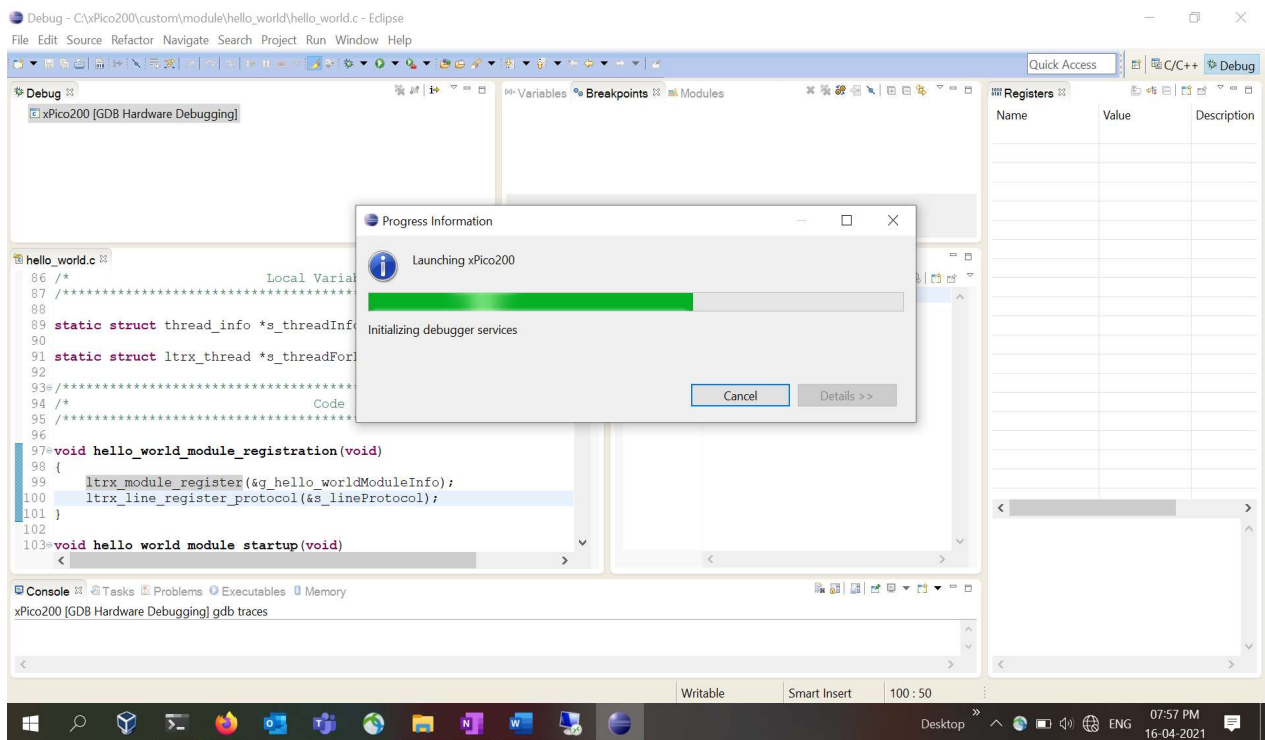 Debug - C:\xPico200\custom\module\hello_world\hello_world.c - Eclipse
File Edit Source Refactor Navigate Search Project Run Window Help
Quick Access
C/C++ Debug
Debug
xPico200 [GDB Hardware Debugging]
Variables Breakpoints Modules
Registers
Name Value Description
Progress Information
Launching xPico200
Initializing debugger services
Cancel Details >>
hello_world.c
86 /* Local Variab
87 /*************************************
88
89 static struct thread_info *s_threadInfo
90
91 static struct ltrx_thread *s_threadFor
92
93 /*************************************
94 /* Code
95 /*************************************
96
97 void hello_world_module_registration(void)
98 {
99 ltrx_module_register(&g_hello_worldModuleInfo);
100 ltrx_line_register_protocol(&s_lineProtocol);
101 }
102
103 void hello world module startup(void)
Console Tasks Problems Executables Memory
xPico200 [GDB Hardware Debugging] gdb traces
Writable Smart Insert 100 : 50
Desktop
ENG
07:57 PM
16-04-2021